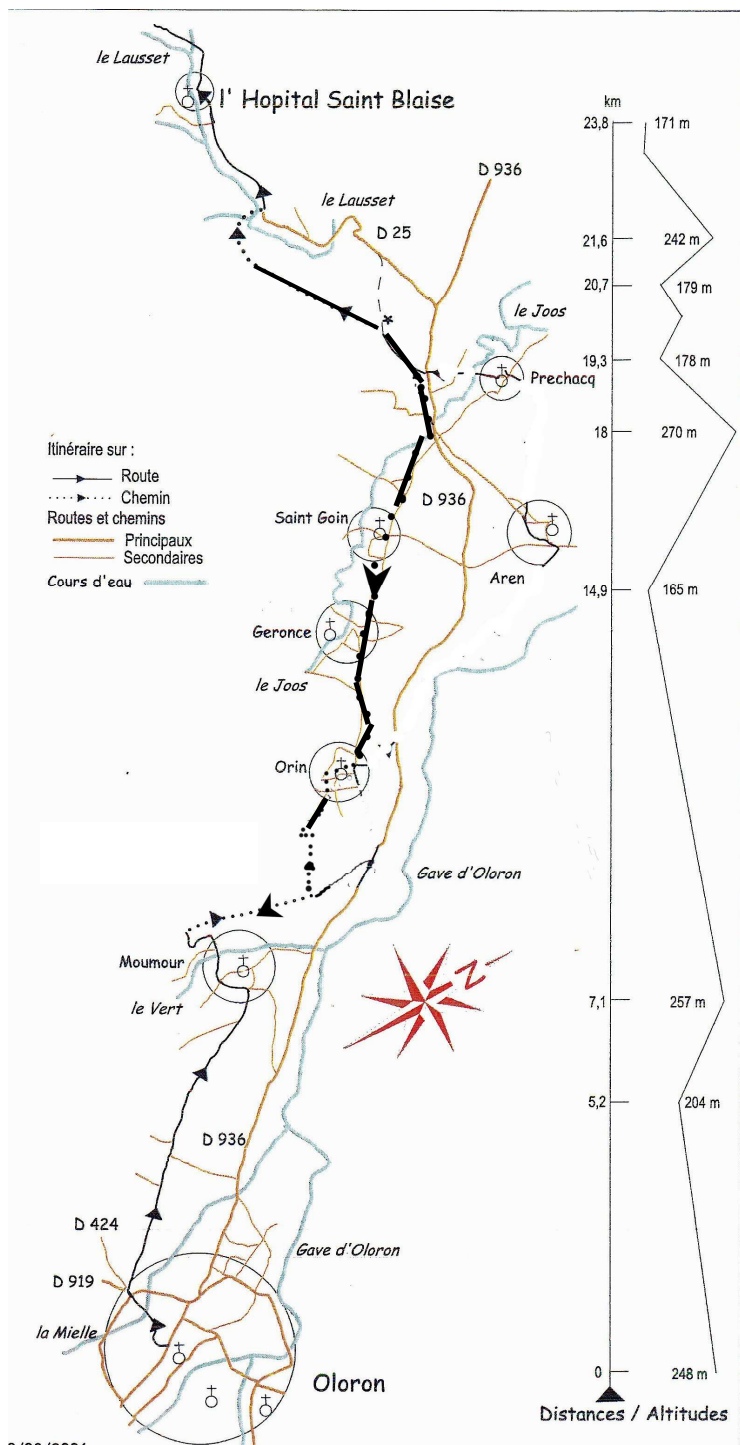 le Lausset
l' Hopital Saint Blaise
km
23,8
171 m
D 936
le Lausset
D 25
21,6
242 m
20,7
179 m
le Joos
19,3
178 m
Prechacq
18
270 m
Itinéraire sur :
Route
Chemin
Routes et chemins
Principaux
Secondaires
Cours d'eau
D 936
Saint Goin
Aren
14,9
165 m
Geronce
le Joos
Orin
Gave d'Oloron
Moumour
N
le Vert
7,1
257 m
5,2
204 m
D 936
D 424
Gave d'Oloron
D 919
la Mielle
Oloron
0
248 m
Distances / Altitudes